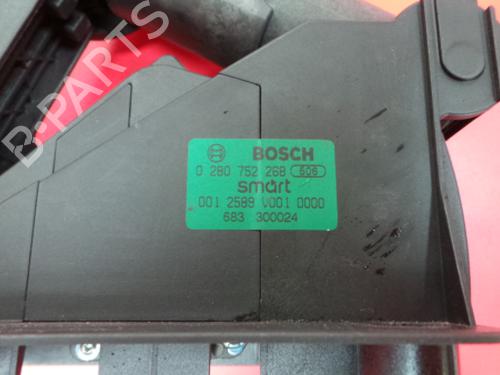 BOSCH
0 280 752 268 606
smart
001 2589 V001 0000
683 300024
B-PARTS